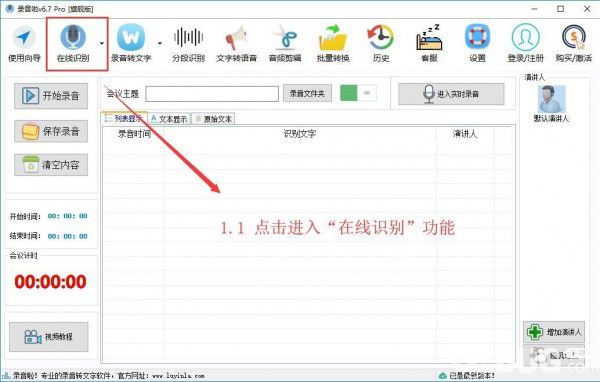 录音啦v6.7 Pro [旗舰版]
使用向导 在线识别 录音转文字 分段识别 文字转语音 音频剪辑 批量转换 历史 客服 设置 登录/注册 购买/激活
开始录音
保存录音
清空内容
开始时间: 00: 00: 00
结束时间: 00: 00: 00
会议计时
00:00:00
视频教程
会议主题 录音文件夹 进入实时录音
列表显示 文本显示 原始文本
录音时间 识别文字 演讲人
1.1 点击进入“在线识别”功能
演讲人
默认演讲人
增加演讲人
录音啦! 专业的录音转文字软件, 官方网址: www.luyinla.com
已是最新版本!